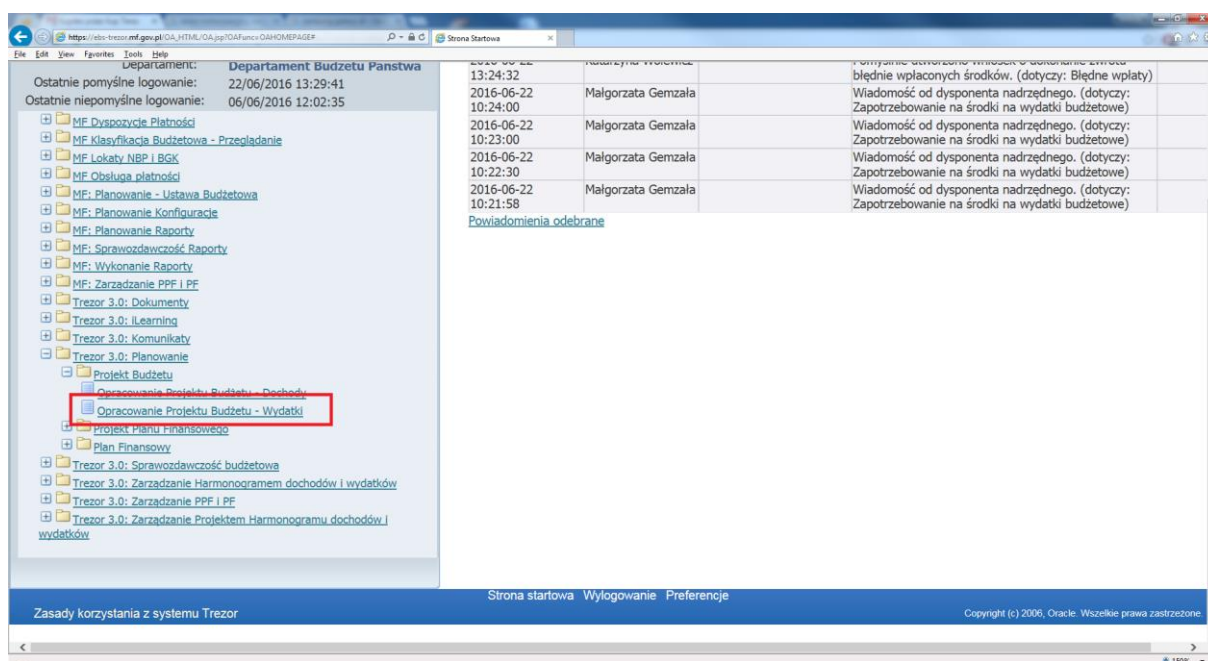 https://ebs-trezor.mf.gov.pl/OA_HTML/OA.jsp?OAFunc=OAHOMEPAGE#
Strona Startowa
File Edit View Favorites Tools Help
Departament: Departament Budżetu Państwa
Ostatnie pomyślne logowanie: 22/06/2016 13:29:41
Ostatnie niepomyślne logowanie: 06/06/2016 12:02:35
MF Dyspozycje Płatności
MF Klasyfikacja Budżetowa - Przeglądanie
MF Lokaty NBP i BGK
MF Obsługa płatności
MF: Planowanie - Ustawa Budżetowa
MF: Planowanie Konfiguracje
MF: Planowanie Raporty
MF: Sprawozdawczość Raporty
MF: Wykonanie Raporty
MF: Zarządzanie PPF i PF
Trezor 3.0: Dokumenty
Trezor 3.0: iLearning
Trezor 3.0: Komunikaty
Trezor 3.0: Planowanie
Projekt Budżetu
Opracowanie Projektu Budżetu - Dochody
Opracowanie Projektu Budżetu - Wydatki
Projekt Planu Finansowego
Plan Finansowy
Trezor 3.0: Sprawozdawczość budżetowa
Trezor 3.0: Zarządzanie Harmonogramem dochodów i wydatków
Trezor 3.0: Zarządzanie PPF i PF
Trezor 3.0: Zarządzanie Projektem Harmonogramu dochodów i
wydatków
13:24:32 błędnie wpłaconych środków. (dotyczy: Błędne wpłaty)
2016-06-22 Małgorzata Gemzała Wiadomość od dysponenta nadrzędnego. (dotyczy:
10:24:00 Zapotrzebowanie na środki na wydatki budżetowe)
2016-06-22 Małgorzata Gemzała Wiadomość od dysponenta nadrzędnego. (dotyczy:
10:23:00 Zapotrzebowanie na środki na wydatki budżetowe)
2016-06-22 Małgorzata Gemzała Wiadomość od dysponenta nadrzędnego. (dotyczy:
10:22:30 Zapotrzebowanie na środki na wydatki budżetowe)
2016-06-22 Małgorzata Gemzała Wiadomość od dysponenta nadrzędnego. (dotyczy:
10:21:58 Zapotrzebowanie na środki na wydatki budżetowe)
Powiadomienia odebrane
Strona startowa Wylogowanie Preferencje
Zasady korzystania z systemu Trezor
Copyright (c) 2006, Oracle. Wszelkie prawa zastrzeżone.